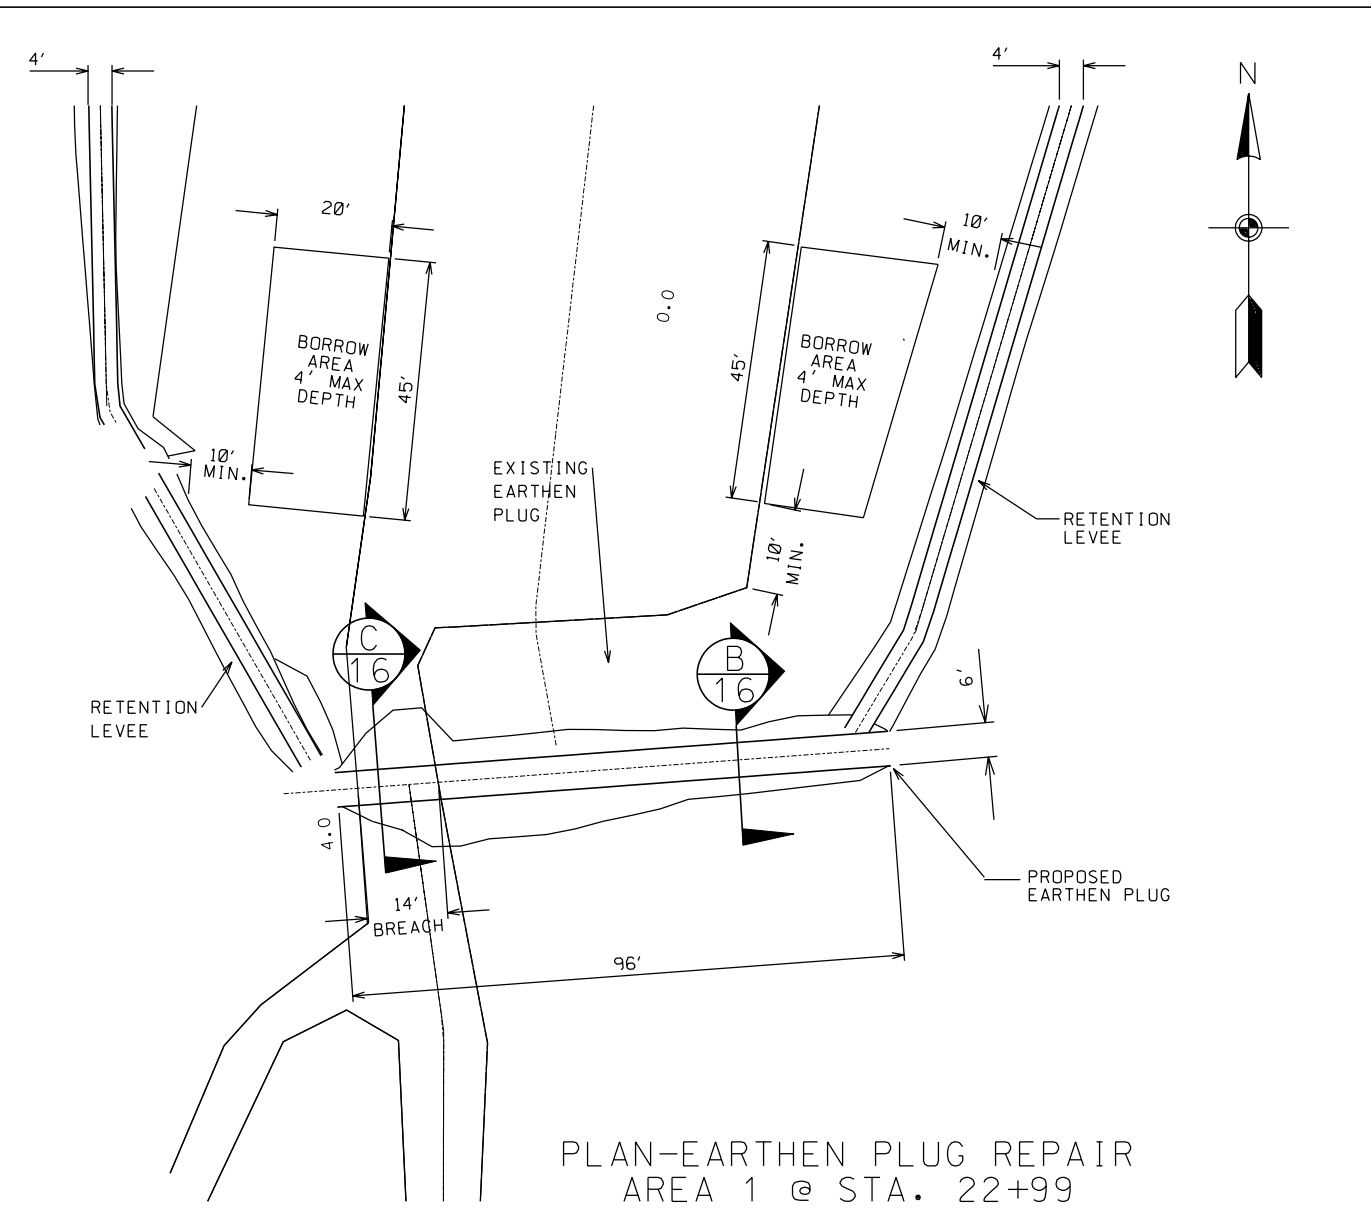 4'
4'
N
20'
10'
MIN.
0.0
BORROW
AREA
4' MAX
DEPTH
45'
45'
BORROW
AREA
4' MAX
DEPTH
10'
MIN.
EXISTING
EARTHEN
PLUG
RETENTION
LEVEE
10'
MIN.
C
16
B
16
6'
RETENTION
LEVEE
4.0
PROPOSED
EARTHEN PLUG
14'
BREACH
96'
PLAN-EARTHEN PLUG REPAIR
AREA 1 @ STA. 22+99